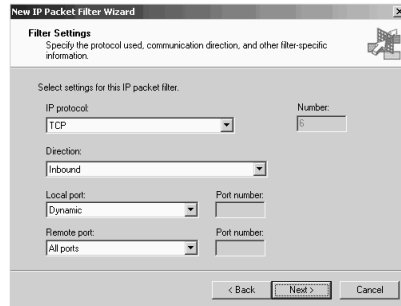 New IP Packet Filter Wizard
Filter Settings
Specify the protocol used, communication direction, and other filter-specific
information.
Select settings for this IP packet filter.
IP protocol: Number:
TCP 6
Direction:
Inbound
Local port: Port number:
Dynamic
Remote port: Port number:
All ports
< Back Next > Cancel